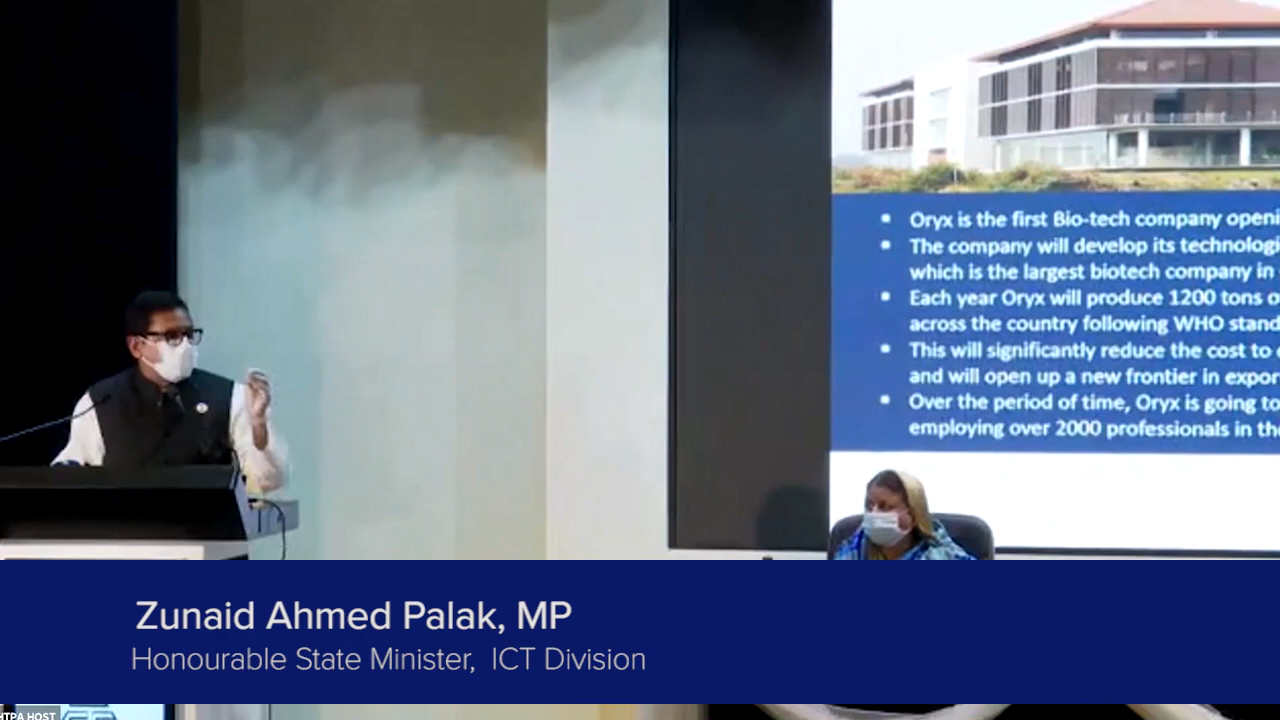 Oryx is the first Bio-tech company openi
The company will develop its technologi
which is the largest biotech company in
Each year Oryx will produce 1200 tons o
across the country following WHO stand
This will significantly reduce the cost to
and will open up a new frontier in expor
Over the period of time, Oryx is going to
employing over 2000 professionals in the
Zunaid Ahmed Palak, MP
Honourable State Minister, ICT Division
HTPA HOST